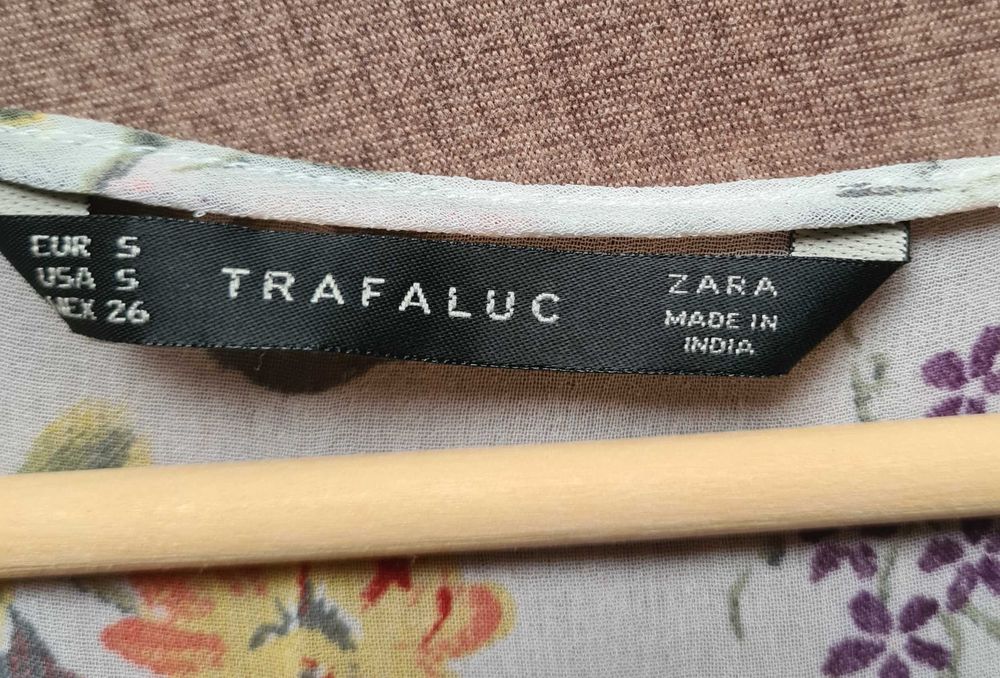 EUR S
USA S
MEX 26
TRAFALUC
ZARA
MADE IN
INDIA